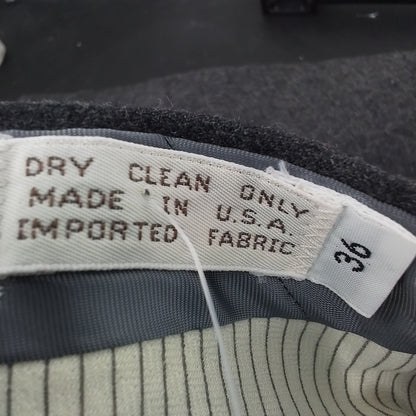 DRY CLEAN ONLY
MADE IN U.S.A.
IMPORTED FABRIC
36